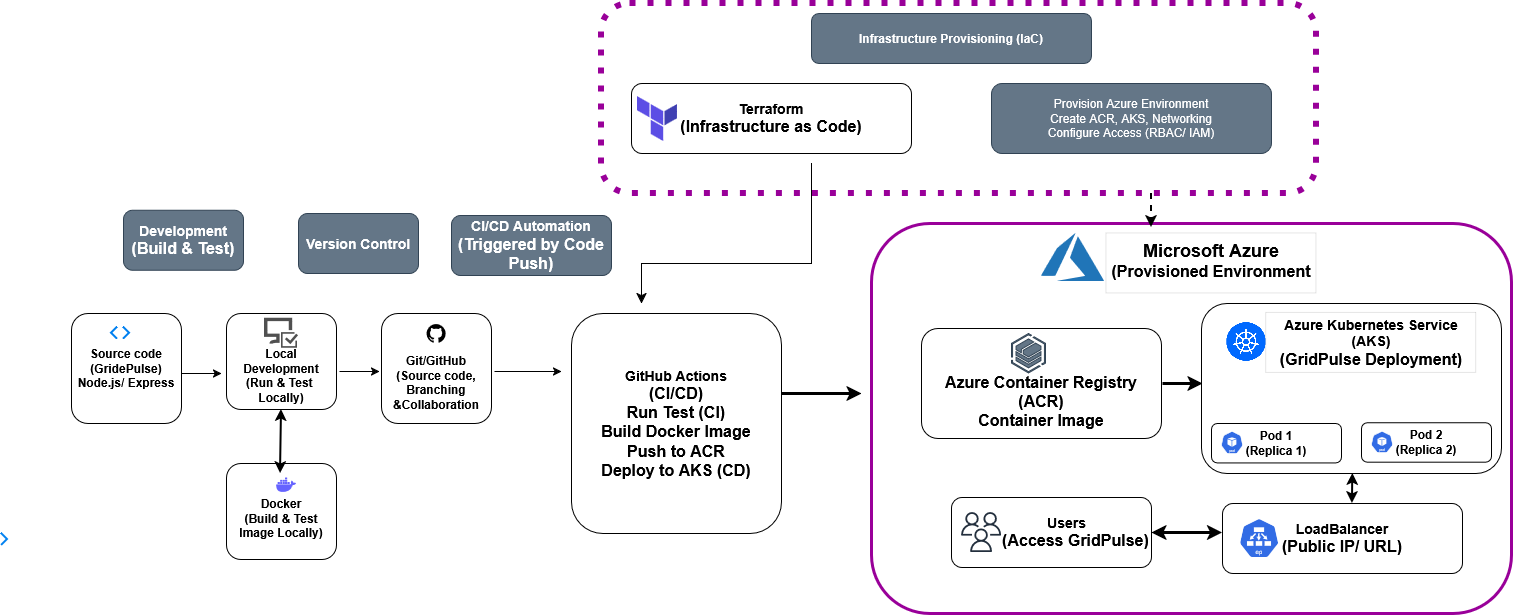 Infrastructure Provisioning (IaC)
Terraform
(Infrastructure as Code)
Provision Azure Environment
Create ACR, AKS, Networking
Configure Access (RBAC/ IAM)
Development
(Build & Test)
Version Control
CI/CD Automation
(Triggered by Code
Push)
Source code
(GridePulse)
Node.js/ Express
Local
Development
(Run & Test
Locally)
Git/GitHub
(Source code,
Branching
&Collaboration
Docker
(Build & Test
Image Locally)
GitHub Actions
(CI/CD)
Run Test (CI)
Build Docker Image
Push to ACR
Deploy to AKS (CD)
Microsoft Azure
(Provisioned Environment
Azure Container Registry
(ACR)
Container Image
Azure Kubernetes Service
(AKS)
(GridPulse Deployment)
Pod 1
(Replica 1)
Pod 2
(Replica 2)
Users
(Access GridPulse)
LoadBalancer
(Public IP/ URL)